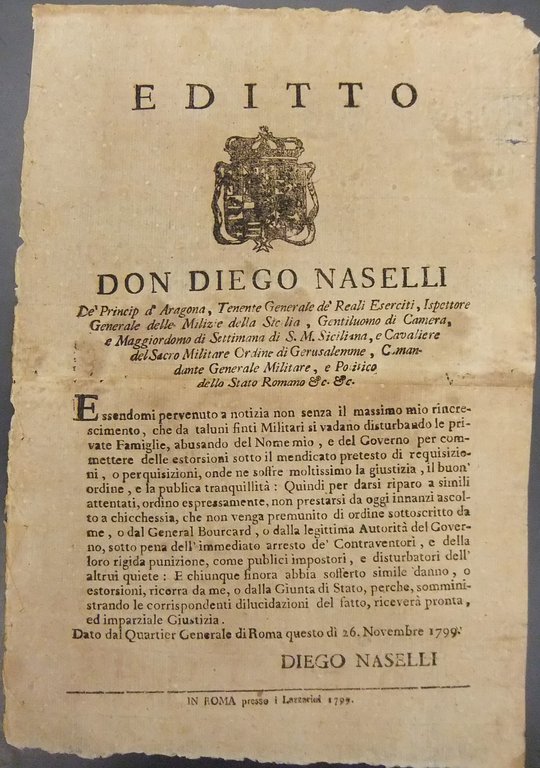 EDITTO
DON DIEGO NASELLI
De' Princip d' Aragona, Tenente Generale de' Reali Eserciti, Ispettore
Generale delle Milizie della Sicilia, Gentiluomo di Camera,
e Maggiordomo di Settimana di S. M. Siciliana, e Cavaliere
del Sacro Militare Ordine di Gerusalemme, Coman-
dante Generale Militare, e Politico
dello Stato Romano &c. &c.
Essendomi pervenuto a notizia non senza il massimo mio rincre-
scimento, che da taluni finti Militari si vadano disturbando le pri-
vate Famiglie, abusando del Nome mio, e del Governo per com-
mettere delle estorsioni sotto il mendicato pretesto di requisizio-
ni, o perquisizioni, onde ne soffre moltissimo la giustizia, il buon'
ordine, e la publica tranquillità: Quindi per darsi riparo a simili
attentati, ordino espressamente, non prestarsi da oggi innanzi ascol-
to a chicchessia, che non venga premunito di ordine sottoscritto da
me, o dal General Bourcard, o dalla legittima Autorità del Gover-
no, sotto pena dell' immediato arresto de' Contraventori, e della
loro rigida punizione, come publici impostori, e disturbatori dell'
altrui quiete: E chiunque finora abbia sofferto simile danno, o
estorsioni, ricorra da me, o dalla Giunta di Stato, perche, sommini-
strando le corrispondenti dilucidazioni del fatto, riceverà pronta,
ed imparziale Giustizia.
Dato dal Quartier Generale di Roma questo dì 26. Novembre 1799.
DIEGO NASELLI
IN ROMA presso i Lazzarini 1799.